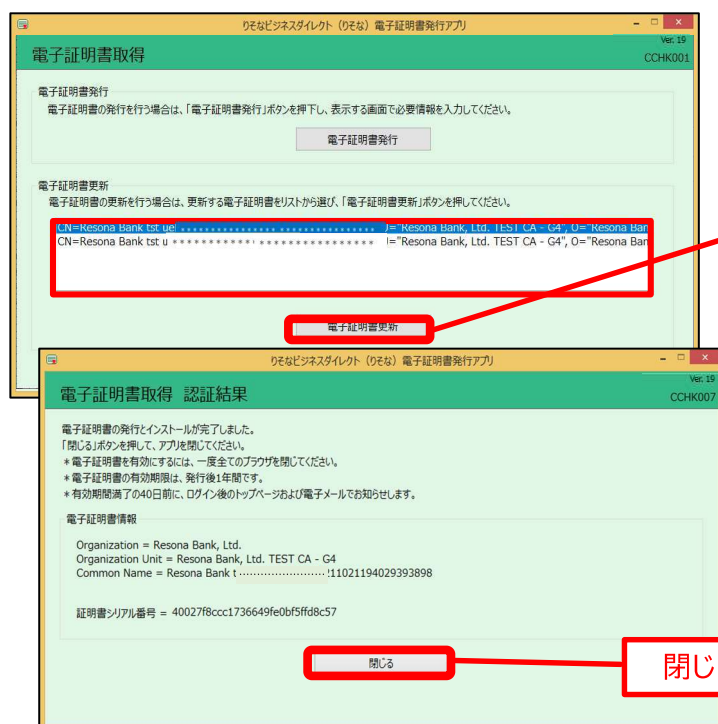 りそなビジネスダイレクト（りそな）電子証明書発行アプリ
Ver. 19
電子証明書取得
CCHK001
電子証明書発行
電子証明書の発行を行う場合は、「電子証明書発行」ボタンを押下し、表示する画面で必要情報を入力してください。
電子証明書発行
電子証明書更新
電子証明書の更新を行う場合は、更新する電子証明書をリストから選び、「電子証明書更新」ボタンを押してください。
CN=Resona Bank tst ue ="Resona Bank, Ltd. TEST CA - G4", O="Resona Ban
CN=Resona Bank tst u ="Resona Bank, Ltd. TEST CA - G4", O="Resona Ban
電子証明書更新
りそなビジネスダイレクト（りそな）電子証明書発行アプリ
Ver. 19
電子証明書取得 認証結果
CCHK007
電子証明書の発行とインストールが完了しました。
「閉じる」ボタンを押して、アプリを閉じてください。
＊電子証明書を有効にするには、一度全てのブラウザを閉じてください。
＊電子証明書の有効期限は、発行後1年間です。
＊有効期間満了の40日前に、ログイン後のトップページおよび電子メールでお知らせします。
電子証明書情報
Organization = Resona Bank, Ltd.
Organization Unit = Resona Bank, Ltd. TEST CA - G4
Common Name = Resona Bank t 11021194029393898
証明書シリアル番号 = 40027f8ccc1736649fe0bf5ffd8c57
閉じる
閉じ